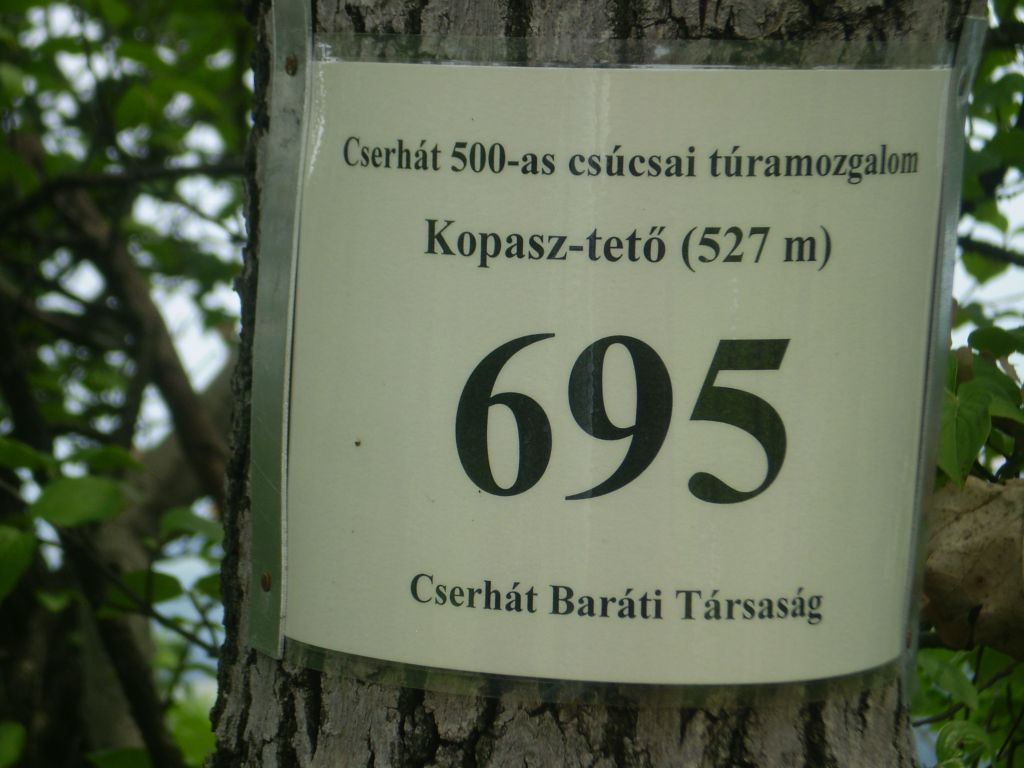 Cserhát 500-as csúcsai túramozgalom
Kopasz-tető (527 m)
695
Cserhát Baráti Társaság